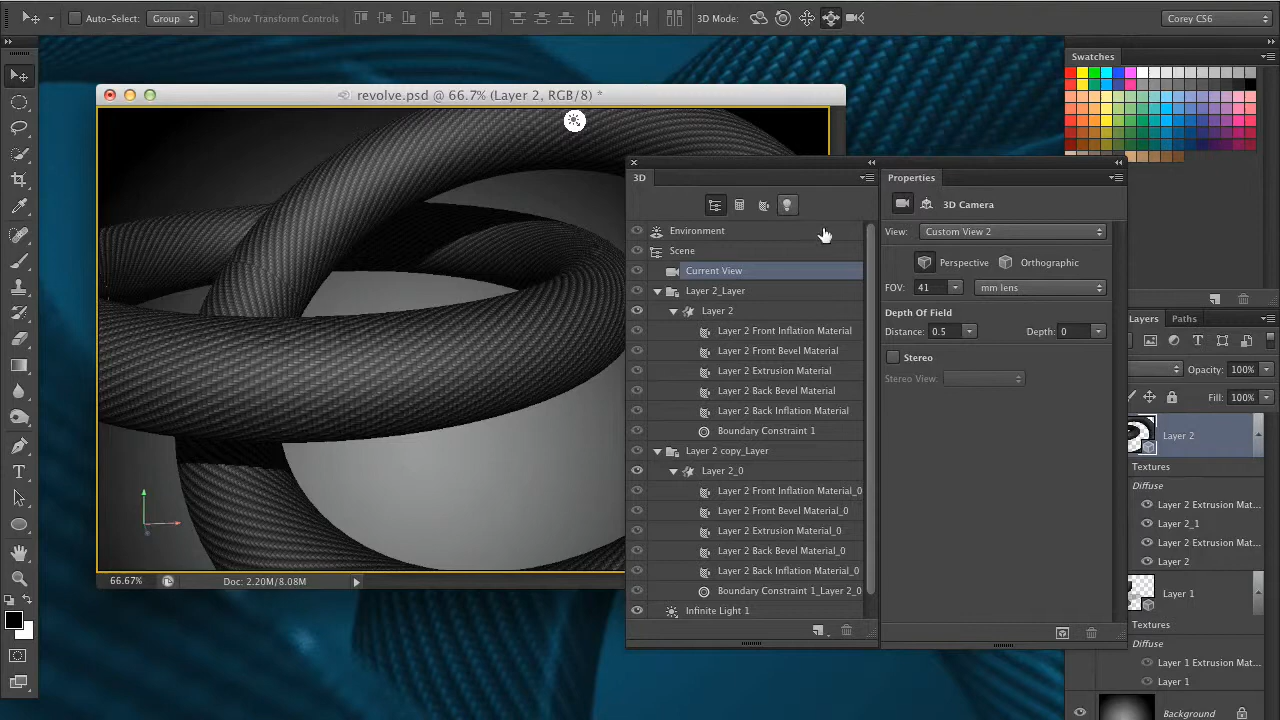 Auto-Select: Group Show Transform Controls 3D Mode: Corey CS6
Swatches
revolve.psd @ 66.7% (Layer 2, RGB/8) *
3D
Environment
Scene
Current View
Layer 2_Layer
Layer 2
Layer 2 Front Inflation Material
Layer 2 Front Bevel Material
Layer 2 Extrusion Material
Layer 2 Back Bevel Material
Layer 2 Back Inflation Material
Boundary Constraint 1
Layer 2 copy_Layer
Layer 2_0
Layer 2 Front Inflation Material_0
Layer 2 Front Bevel Material_0
Layer 2 Extrusion Material_0
Layer 2 Back Bevel Material_0
Layer 2 Back Inflation Material_0
Boundary Constraint 1_Layer 2_0
Infinite Light 1
Properties
3D Camera
View: Custom View 2
Perspective Orthographic
FOV: 41 mm lens
Depth Of Field
Distance: 0.5 Depth: 0
Stereo
Stereo View:
Layers Paths
Opacity: 100%
Fill: 100%
Layer 2
Textures
Diffuse
Layer 2 Extrusion Mat...
Layer 2_1
Layer 2 Extrusion Mat...
Layer 2
Layer 1
Textures
Diffuse
Layer 1 Extrusion Mat...
Layer 1
Background
66.67% Doc: 2.20M/8.08M